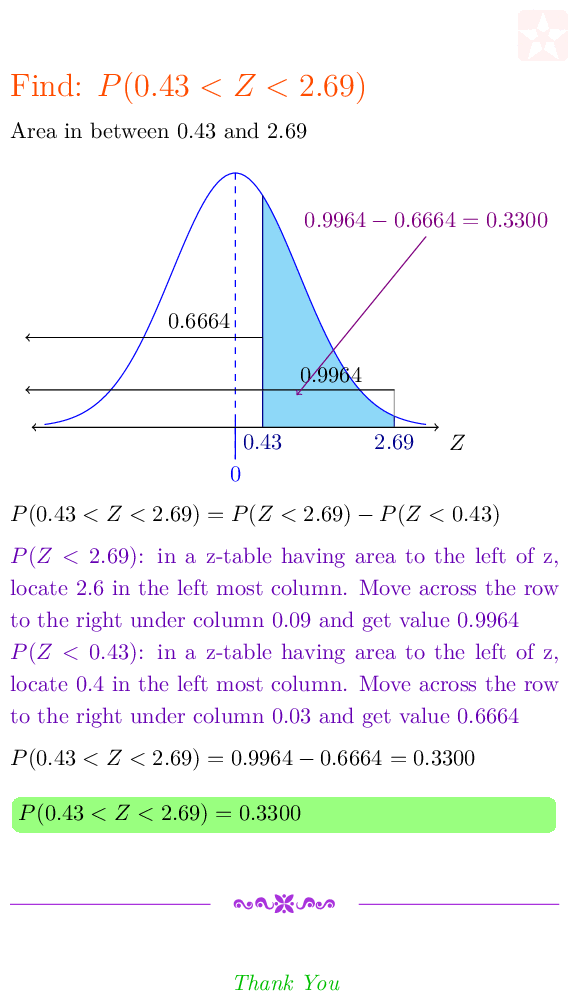 Find: P(0.43 < Z < 2.69)
Area in between 0.43 and 2.69
0.9964 − 0.6664 = 0.3300
0.6664
0.9964
0.43
2.69
Z
0
P(0.43 < Z < 2.69) = P(Z < 2.69) − P(Z < 0.43)
P(Z < 2.69): in a z-table having area to the left of z,
locate 2.6 in the left most column. Move across the row
to the right under column 0.09 and get value 0.9964
P(Z < 0.43): in a z-table having area to the left of z,
locate 0.4 in the left most column. Move across the row
to the right under column 0.03 and get value 0.6664
P(0.43 < Z < 2.69) = 0.9964 − 0.6664 = 0.3300
P(0.43 < Z < 2.69) = 0.3300
Thank You